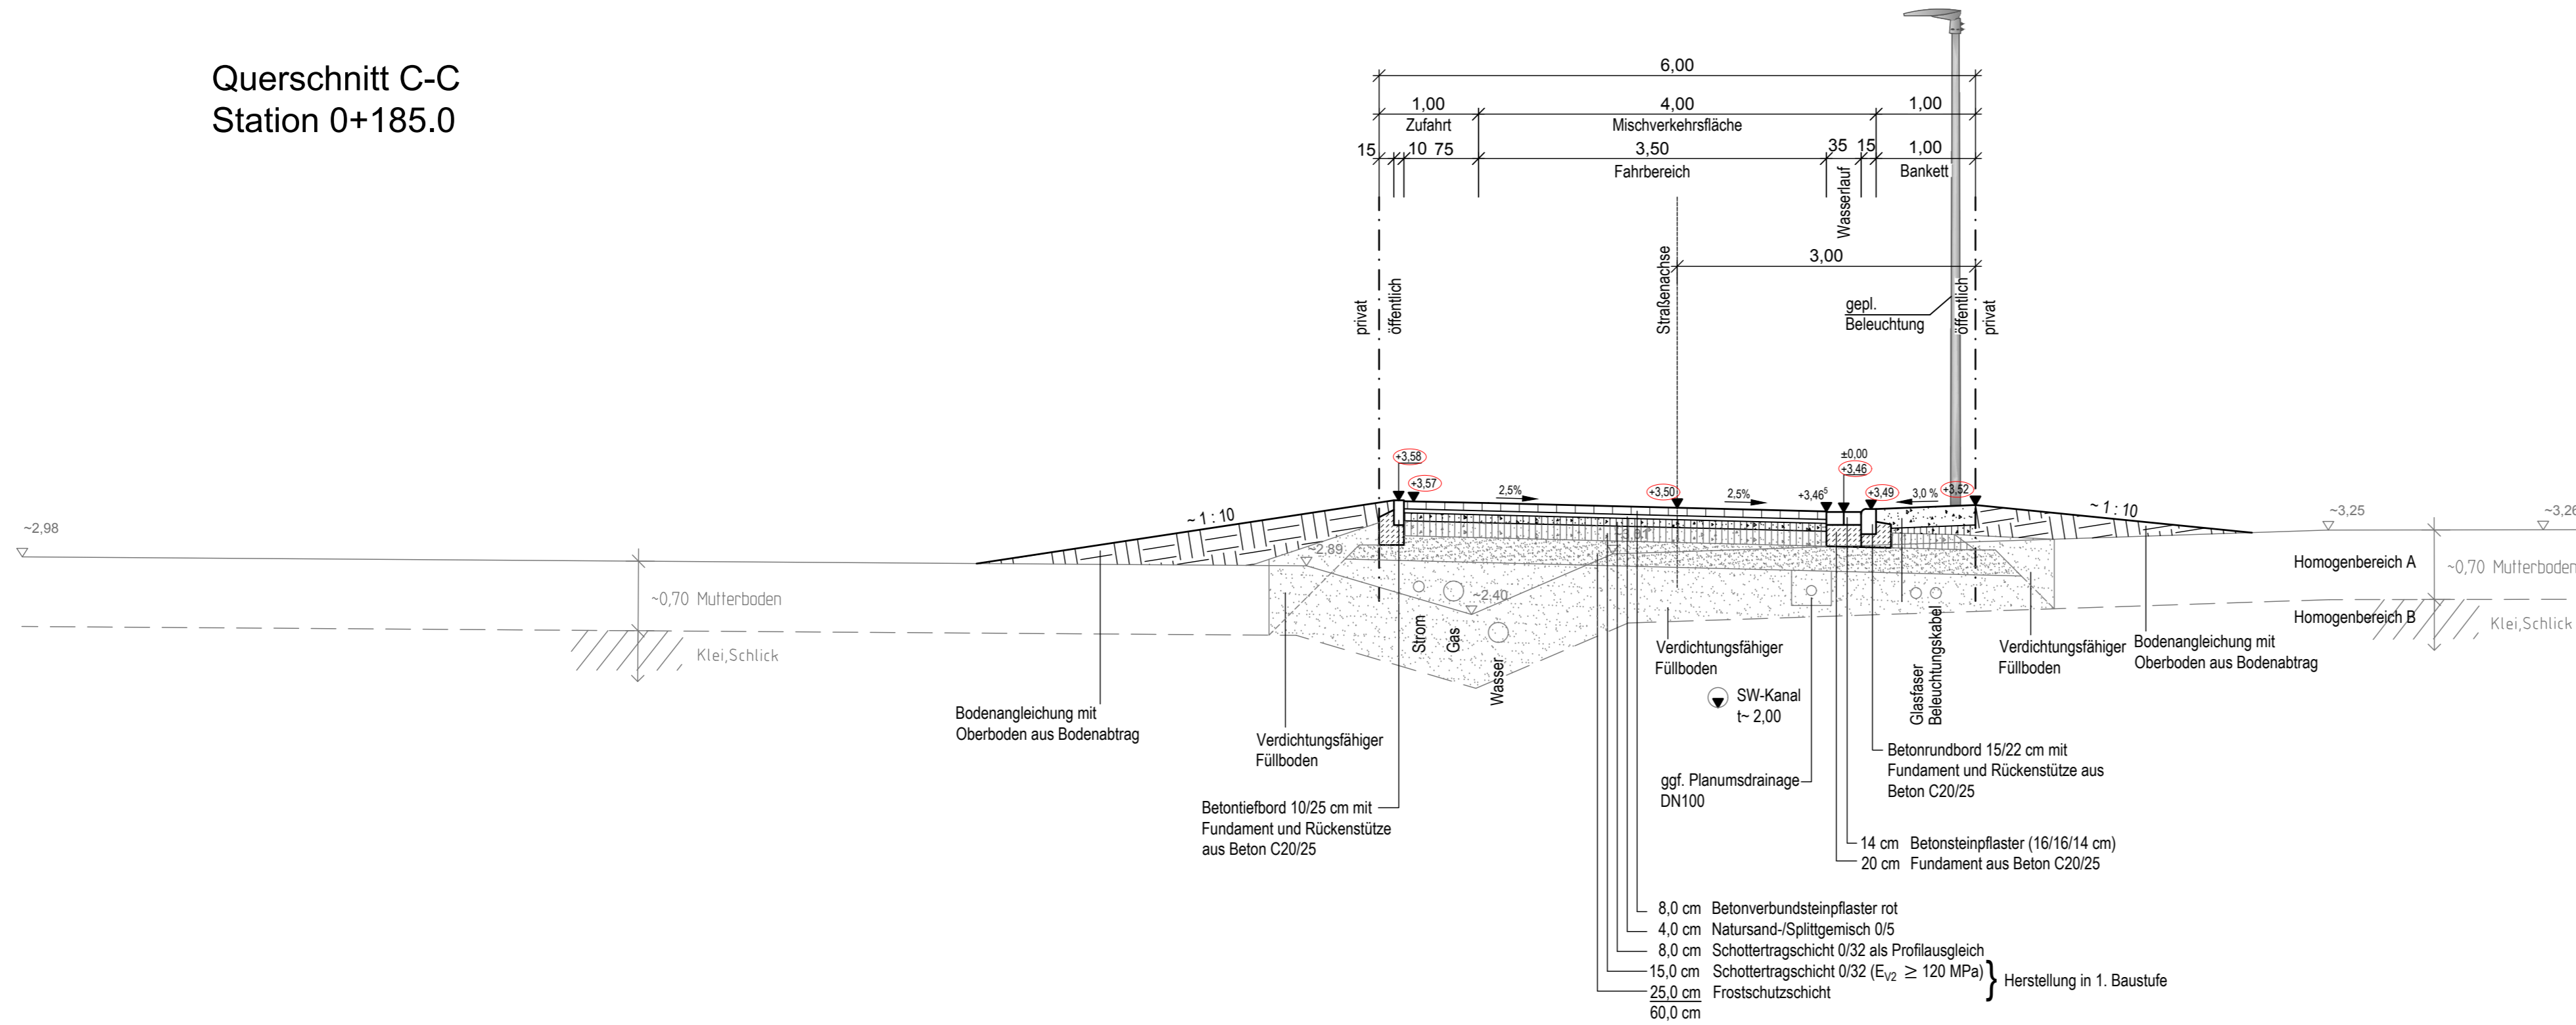 Querschnitt C-C
Station 0+185.0
6,00
1,00
4,00
1,00
Zufahrt
Mischverkehrsfläche
15
10
75
3,50
35
15
1,00
Fahrbereich
Wasserlauf
Bankett
3,00
Straßenachse
privat
öffentlich
gepl.
Beleuchtung
öffentlich
privat
+3,58
+3,57
2,5%
+3,50
2,5%
+3,46⁵
±0,00
+3,46
+3,49
3,0 %
+3,52
~ 1 : 10
~ 1 : 10
~2,98
~2,89
~2,40
~3,25
~3,26
~0,70 Mutterboden
Klei,Schlick
Homogenbereich A
Homogenbereich B
~0,70 Mutterboden
Klei,Schlick
Strom
Gas
Wasser
Verdichtungsfähiger
Füllboden
SW-Kanal
t~ 2,00
Glasfaser
Beleuchtungskabel
Verdichtungsfähiger
Füllboden
Bodenangleichung mit
Oberboden aus Bodenabtrag
Bodenangleichung mit
Oberboden aus Bodenabtrag
Verdichtungsfähiger
Füllboden
Betontiefbord 10/25 cm mit
Fundament und Rückenstütze
aus Beton C20/25
ggf. Planumsdrainage
DN100
Betonrundbord 15/22 cm mit
Fundament und Rückenstütze aus
Beton C20/25
14 cm Betonsteinpflaster (16/16/14 cm)
20 cm Fundament aus Beton C20/25
8,0 cm Betonverbundsteinpflaster rot
4,0 cm Natursand-/Splittgemisch 0/5
8,0 cm Schottertragschicht 0/32 als Profilausgleich
15,0 cm Schottertragschicht 0/32 (EV2 ≥ 120 MPa)
25,0 cm Frostschutzschicht
60,0 cm
Herstellung in 1. Baustufe